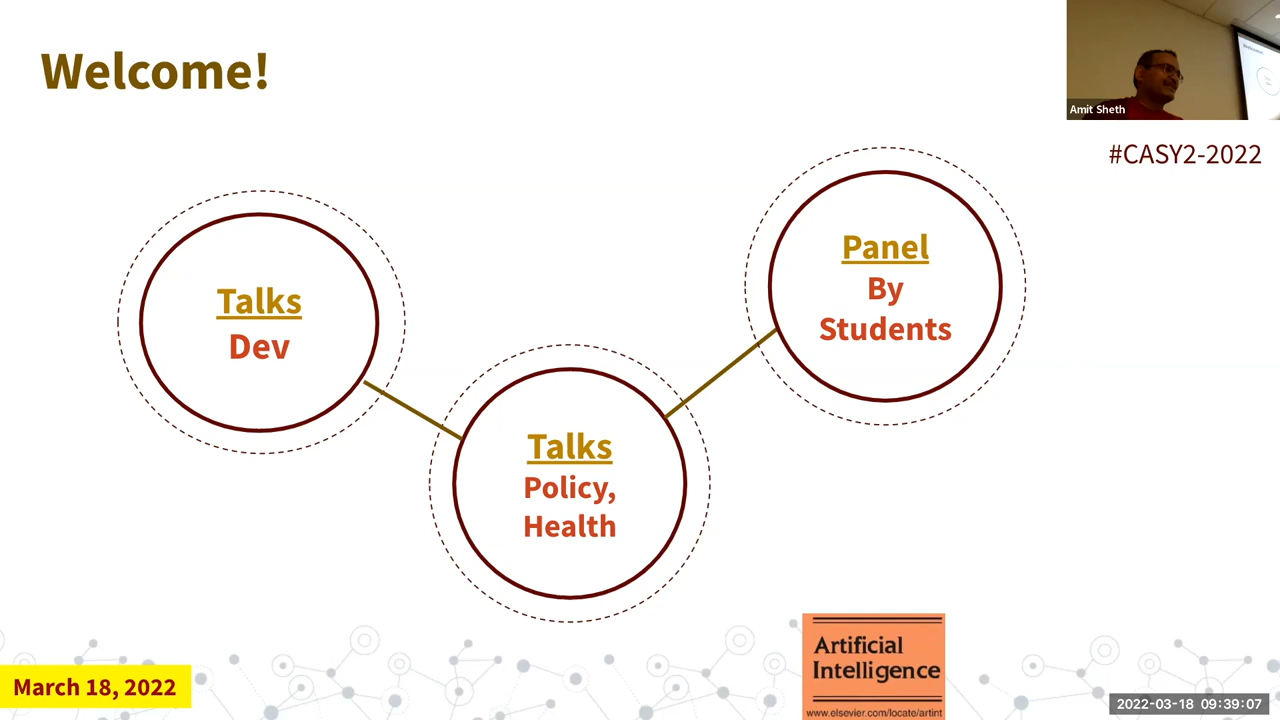 Welcome!
Amit Sheth
#CASY2-2022
Talks
Dev
Talks
Policy,
Health
Panel
By
Students
March 18, 2022
Artificial
Intelligence
www.elsevier.com/locate/artint
2022-03-18 09:39:07